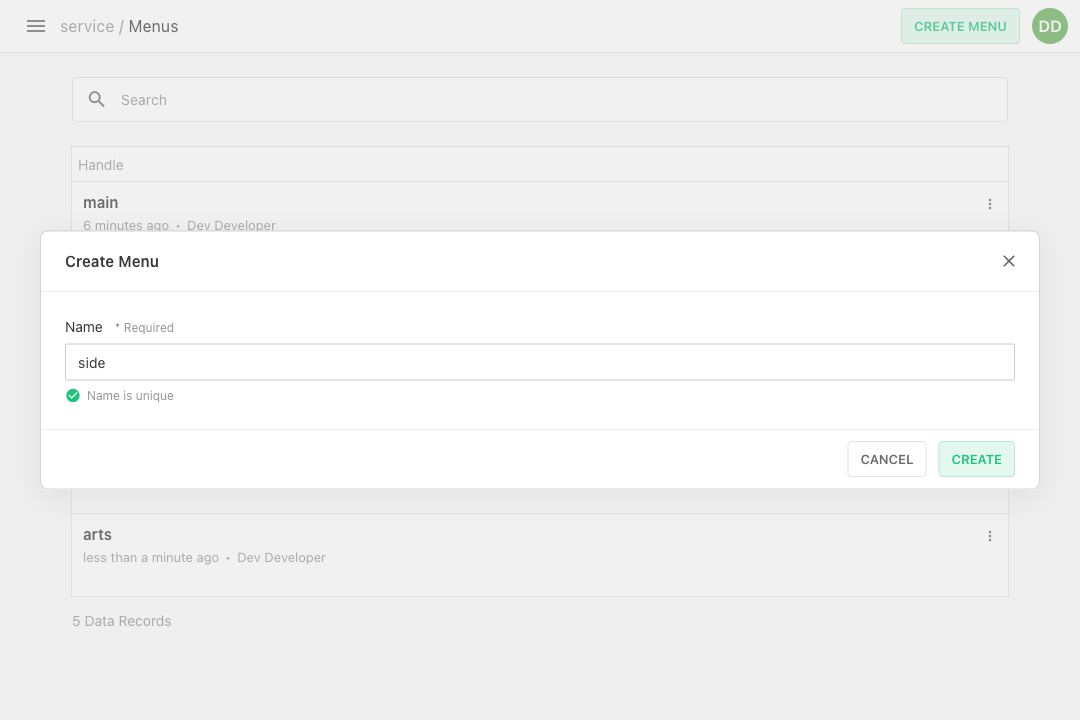 service / Menus
CREATE MENU
DD
Search
Handle
main
6 minutes ago • Dev Developer
Create Menu
Name * Required
side
Name is unique
CANCEL
CREATE
arts
less than a minute ago • Dev Developer
5 Data Records